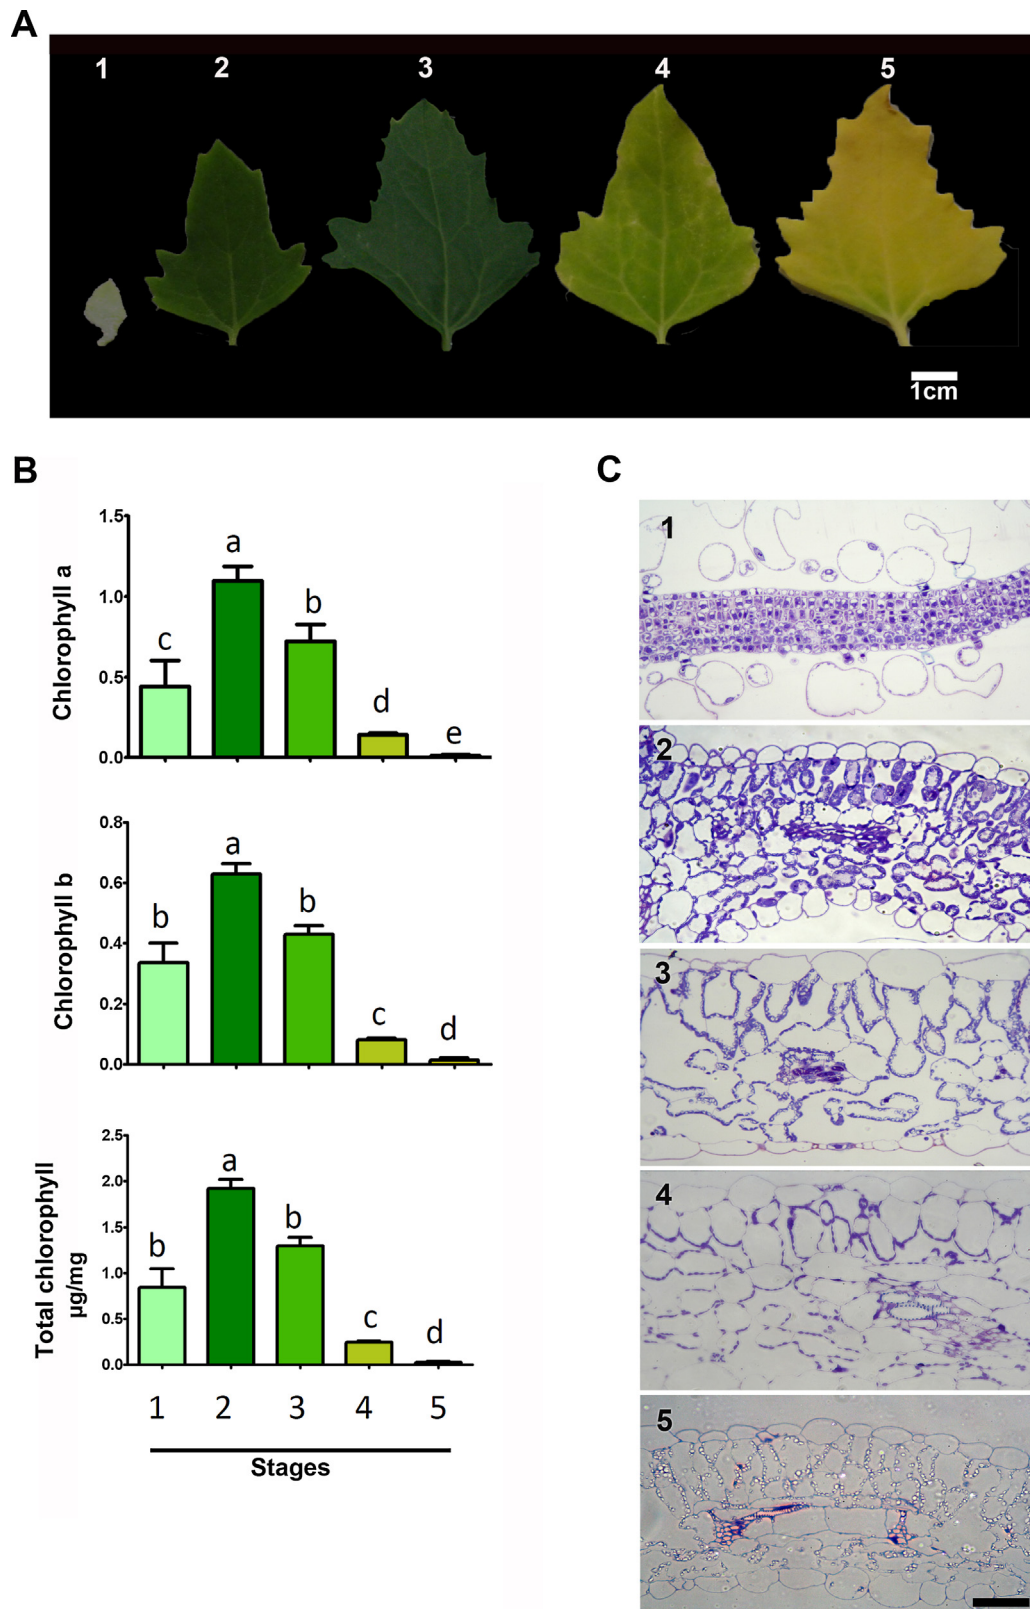 A
1 2 3 4 5
1cm
B
1.5
1.0
0.5
0.0
Chlorophyll a
c a b d e
0.8
0.6
0.4
0.2
0.0
Chlorophyll b
b a b c d
2.5
2.0
1.5
1.0
0.5
0.0
Total chlorophyll
µg/mg
b a b c d
1 2 3 4 5
Stages
C
1
2
3
4
5